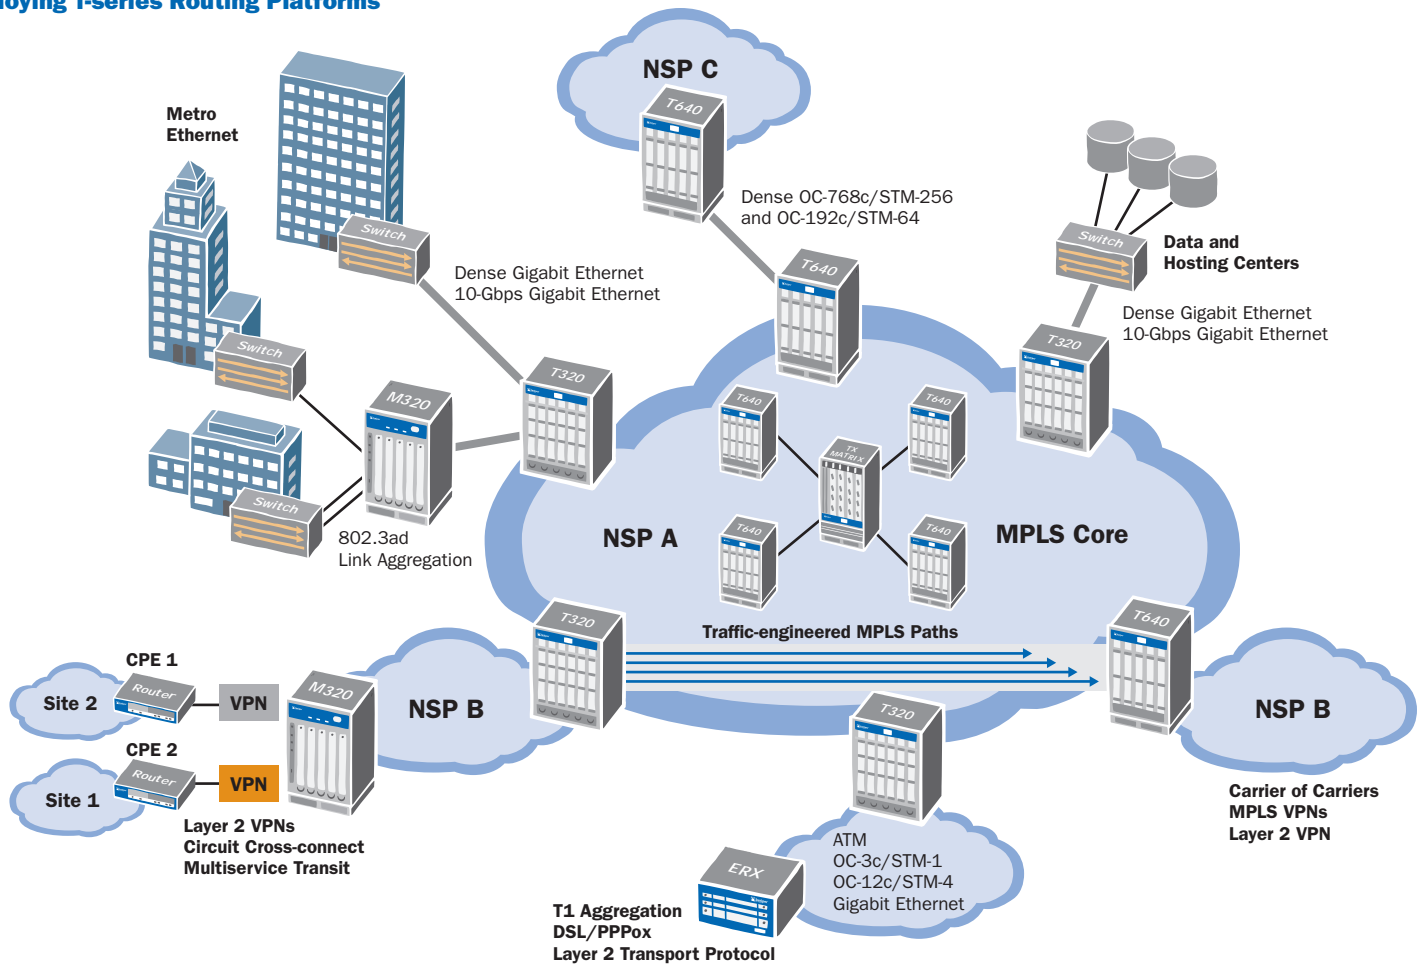 T-series Routing Platforms
NSP C
T640
Metro
Ethernet
Dense OC-768c/STM-256
and OC-192c/STM-64
Switch
Switch
Data and
Hosting Centers
Dense Gigabit Ethernet
10-Gbps Gigabit Ethernet
T640
Dense Gigabit Ethernet
10-Gbps Gigabit Ethernet
T320
Switch
T320
M320
T640
T640
TX
MATRIX
Switch
802.3ad
Link Aggregation
NSP A
MPLS Core
T640
T640
T320
T640
Traffic-engineered MPLS Paths
CPE 1
Site 2
Router
VPN
M320
NSP B
NSP B
T320
CPE 2
Site 1
Router
VPN
Layer 2 VPNs
Circuit Cross-connect
Multiservice Transit
Carrier of Carriers
MPLS VPNs
Layer 2 VPN
ATM
OC-3c/STM-1
OC-12c/STM-4
Gigabit Ethernet
ERX
T1 Aggregation
DSL/PPPox
Layer 2 Transport Protocol